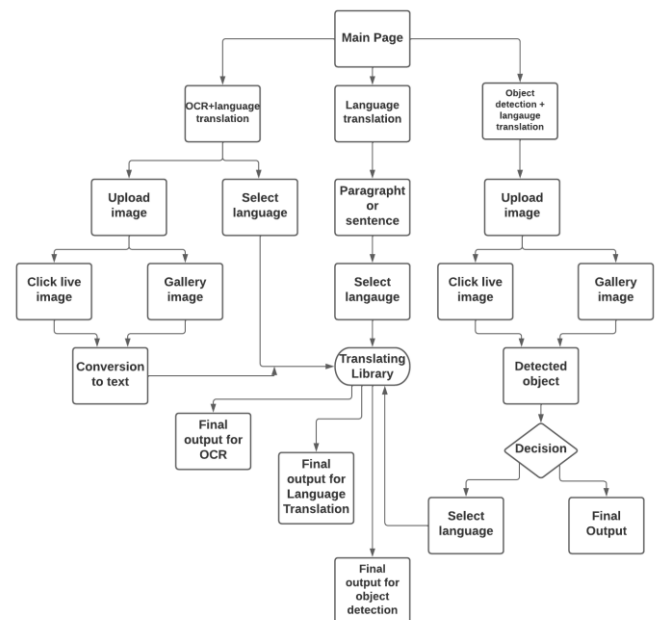 Main Page
OCR+language
translation
Language
translation
Object
detection +
langauge
translation
Upload
image
Select
language
Paragrapht
or
sentence
Upload
image
Click live
image
Gallery
image
Select
langauge
Click live
image
Gallery
image
Conversion
to text
Translating
Library
Detected
object
Final
output for
OCR
Final
output for
Language
Translation
Decision
Select
language
Final
Output
Final
output for
object
detection